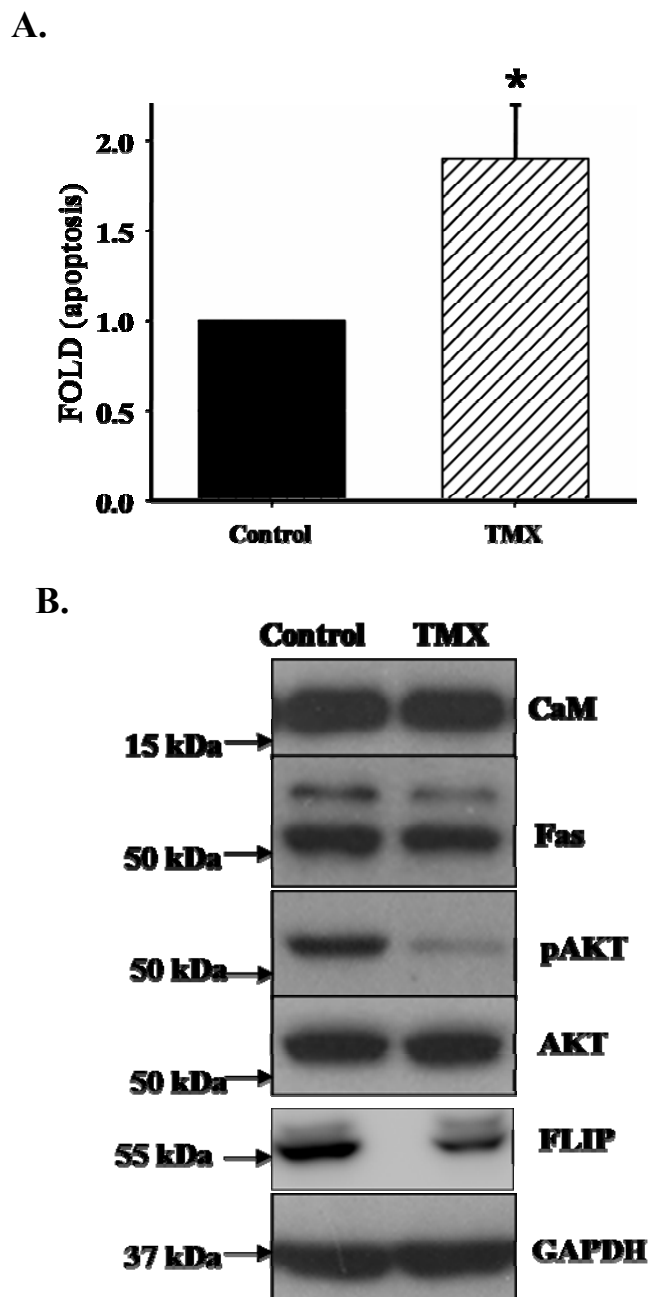 A.
*
FOLD (apoptosis)
2.0
1.5
1.0
0.5
0.0
Control TMX
B.
Control TMX
CaM
15 kDa
Fas
50 kDa
pAKT
50 kDa
AKT
50 kDa
FLIP
55 kDa
37 kDa GAPDH